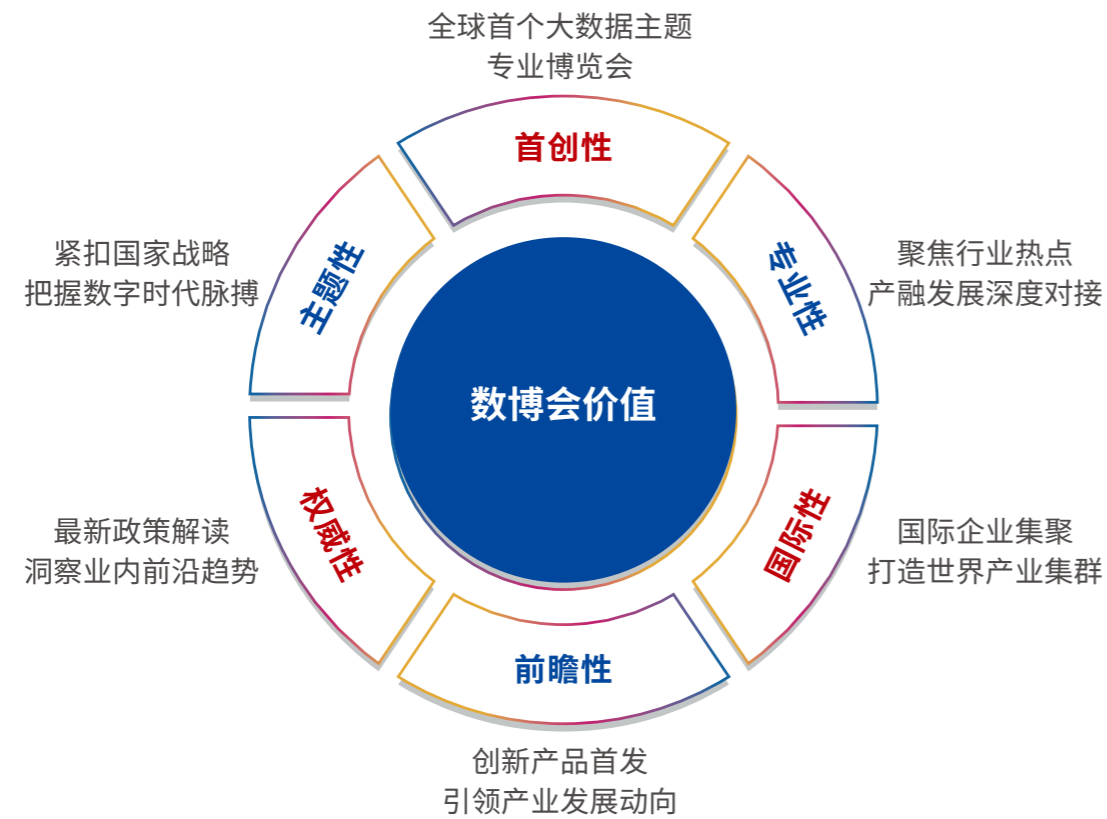 全球首个大数据主题
专业博览会
首创性
专业性
聚焦行业热点
产融发展深度对接
国际性
国际企业集聚
打造世界产业集群
前瞻性
创新产品首发
引领产业发展动向
权威性
最新政策解读
洞察业内前沿趋势
主题性
紧扣国家战略
把握数字时代脉搏
数博会价值